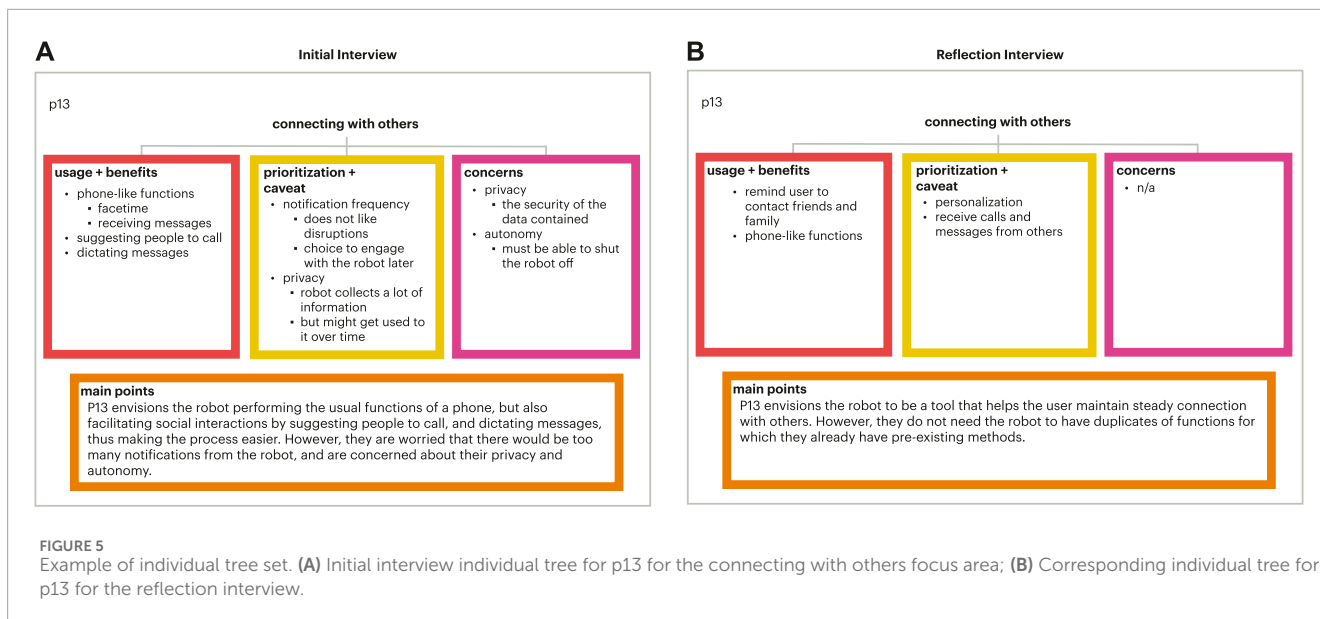 A
Initial Interview
p13
connecting with others
usage + benefits
• phone-like functions
▪ facetime
▪ receiving messages
• suggesting people to call
• dictating messages
prioritization +
caveat
• notification frequency
▪ does not like
disruptions
▪ choice to engage
with the robot later
• privacy
▪ robot collects a lot of
information
▪ but might get used to
it over time
concerns
• privacy
▪ the security of the
data contained
• autonomy
▪ must be able to shut
the robot off
main points
P13 envisions the robot performing the usual functions of a phone, but also
facilitating social interactions by suggesting people to call, and dictating messages,
thus making the process easier. However, they are worried that there would be too
many notifications from the robot, and are concerned about their privacy and
autonomy.
B
Reflection Interview
p13
connecting with others
usage + benefits
• remind user to
contact friends and
family
• phone-like functions
prioritization +
caveat
• personalization
• receive calls and
messages from others
concerns
• n/a
main points
P13 envisions the robot to be a tool that helps the user maintain steady connection
with others. However, they do not need the robot to have duplicates of functions for
which they already have pre-existing methods.
FIGURE 5
Example of individual tree set. (A) Initial interview individual tree for p13 for the connecting with others focus area; (B) Corresponding individual tree for
p13 for the reflection interview.